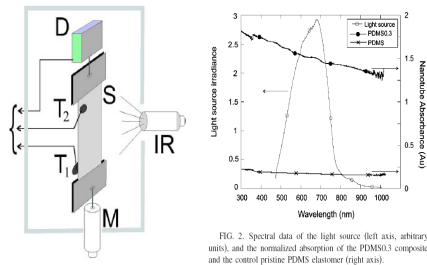 D
S
T2
IR
T1
M
Light source
PDMS0.3
PDMS
3
2.5
2
1.5
1
0.5
0
2
1.5
1
0.5
0
Light source irradiance
Nanotube Absorbance (Au)
300 400 500 600 700 800 900 1000
Wavelength (nm)
FIG. 2. Spectral data of the light source (left axis, arbitrary
units), and the normalized absorption of the PDMS0.3 composite
and the control pristine PDMS elastomer (right axis).